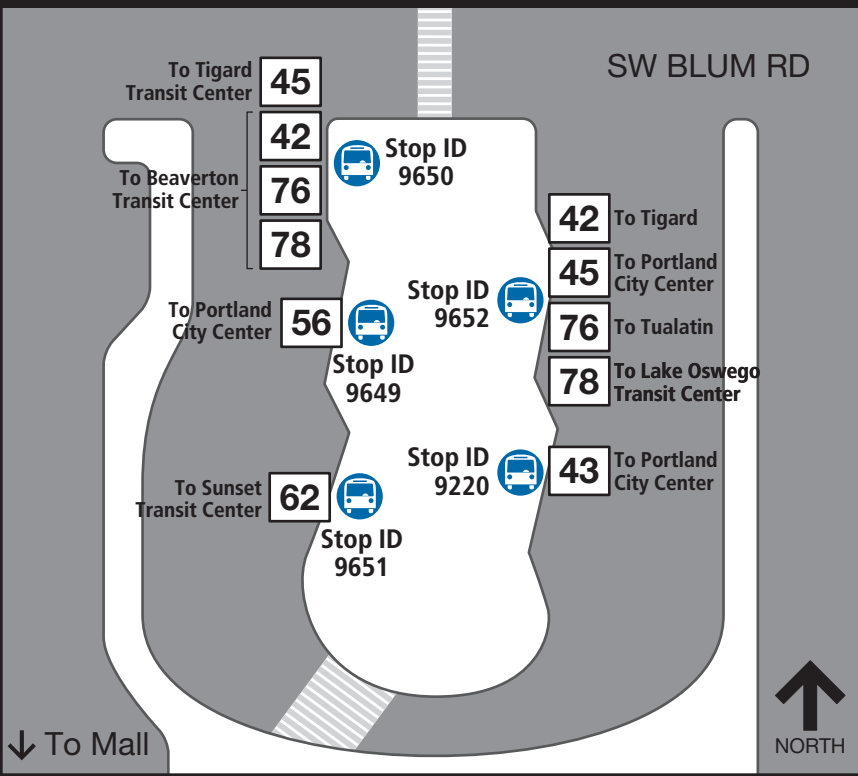 SW BLUM RD
To Tigard
Transit Center
45
42
To Beaverton
Transit Center
76
78
Stop ID
9650
To Portland
City Center
56
Stop ID
9649
To Sunset
Transit Center
62
Stop ID
9651
Stop ID
9652
42
To Tigard
45
To Portland
City Center
76
To Tualatin
78
To Lake Oswego
Transit Center
Stop ID
9220
43
To Portland
City Center
↓ To Mall
NORTH